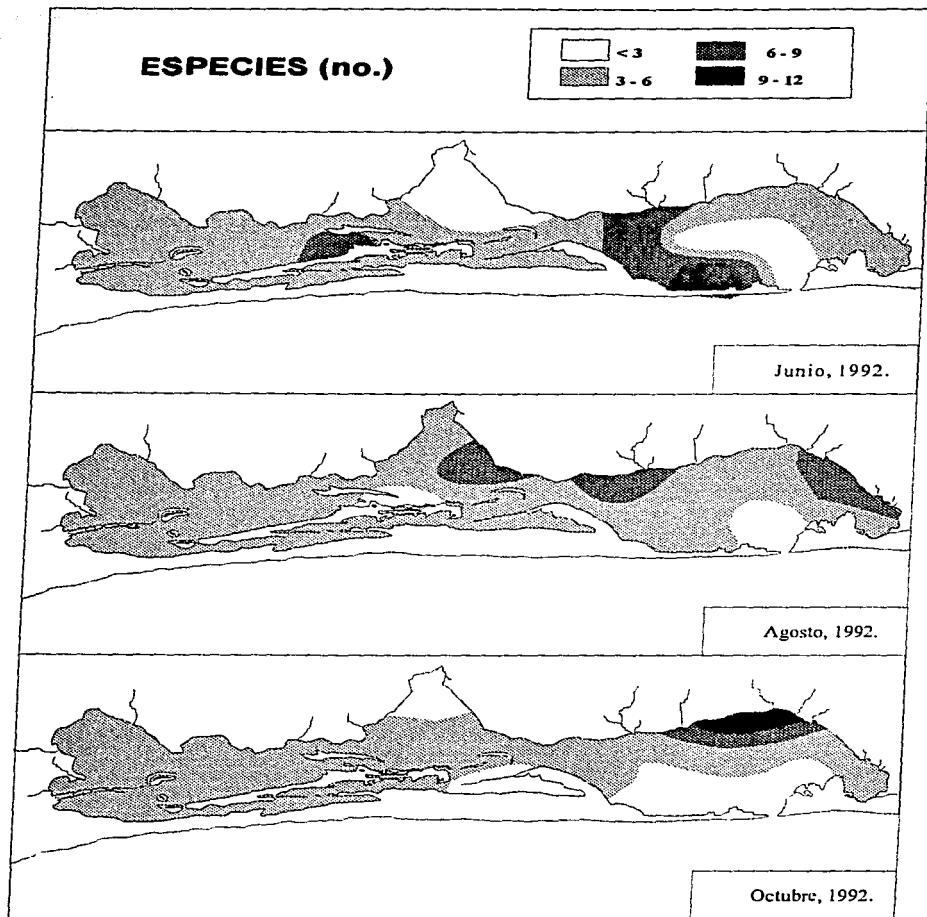 ESPECIES (no.)
<3 6-9
3-6 9-12
Junio, 1992.
Agosto, 1992.
Octubre, 1992.